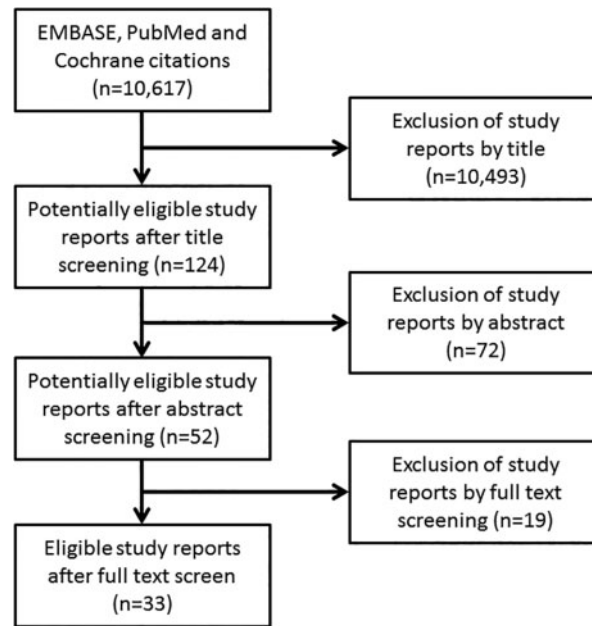 EMBASE, PubMed and
Cochrane citations
(n=10,617)
Exclusion of study
reports by title
(n=10,493)
Potentially eligible study
reports after title
screening (n=124)
Exclusion of study
reports by abstract
(n=72)
Potentially eligible study
reports after abstract
screening (n=52)
Exclusion of study
reports by full text
screening (n=19)
Eligible study reports
after full text screen
(n=33)